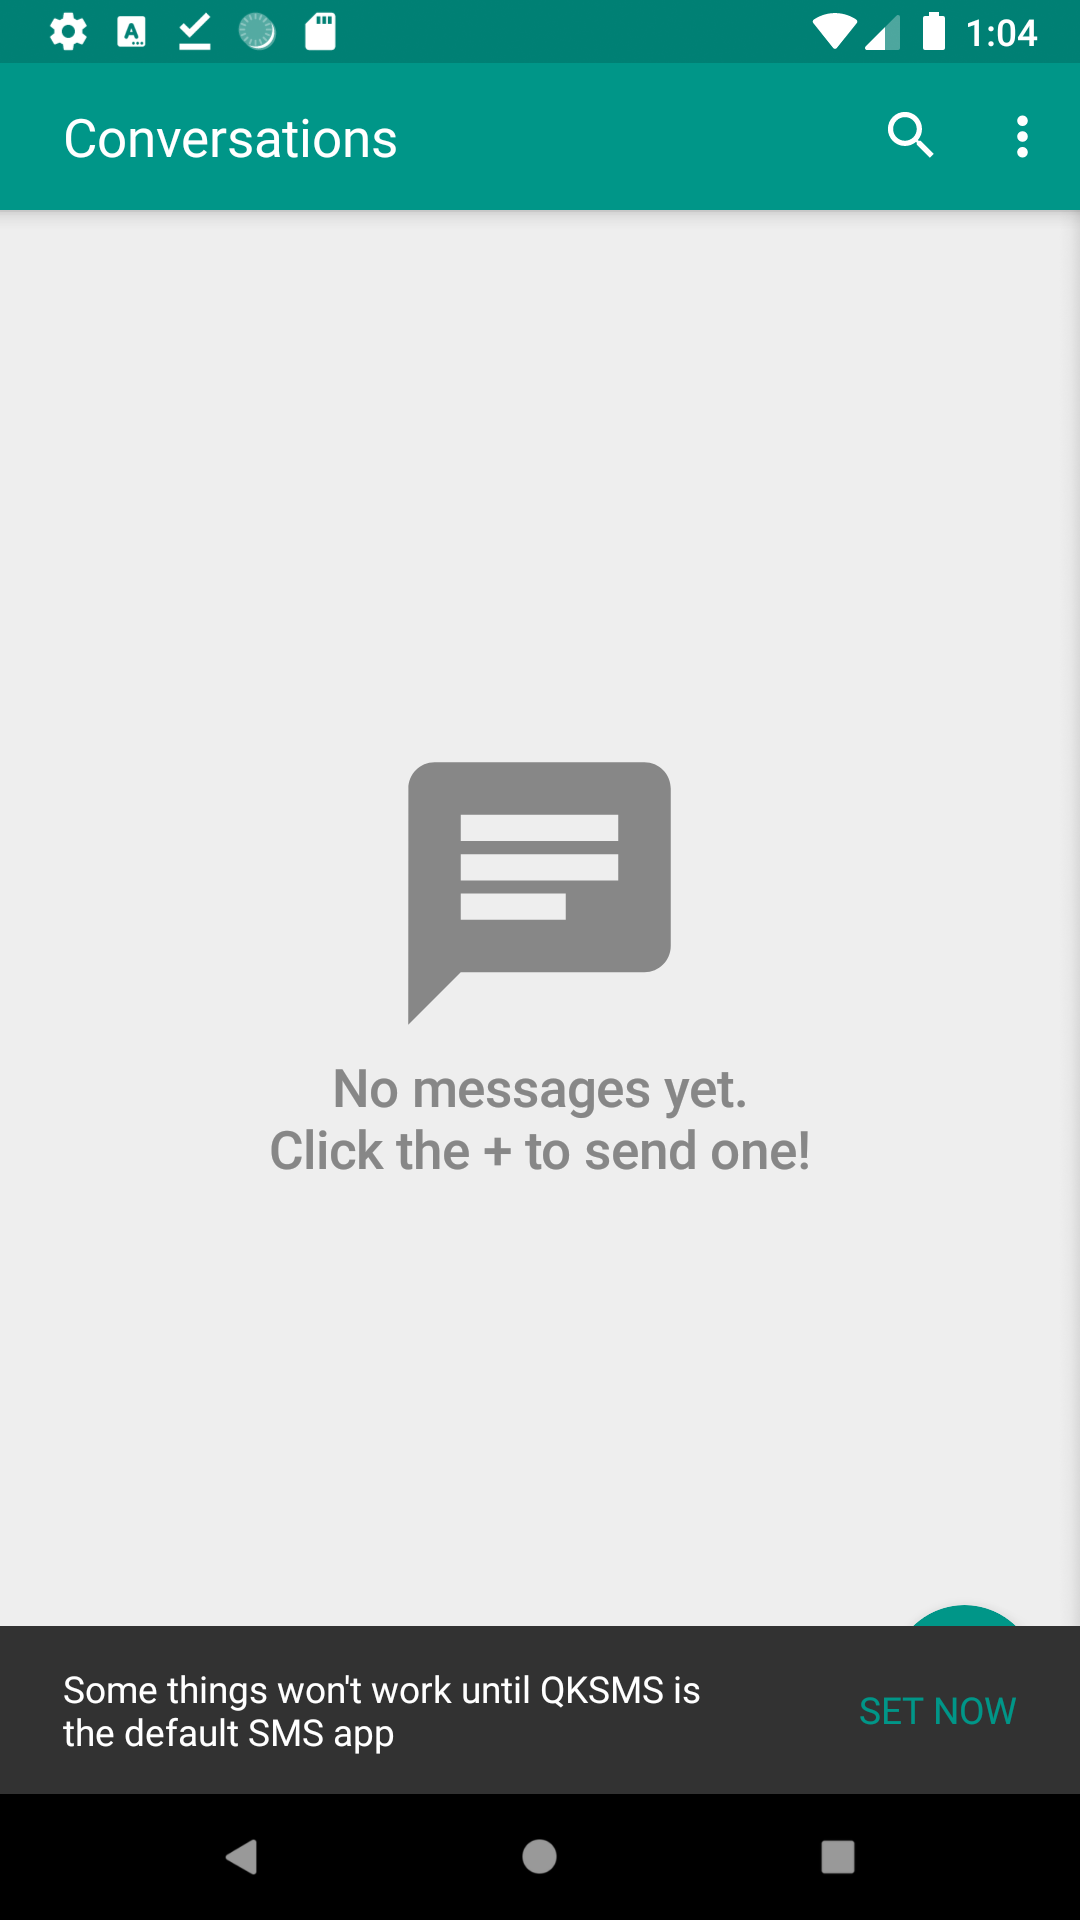 1:04
Conversations
No messages yet.
Click the + to send one!
Some things won't work until QKSMS is
the default SMS app
SET NOW